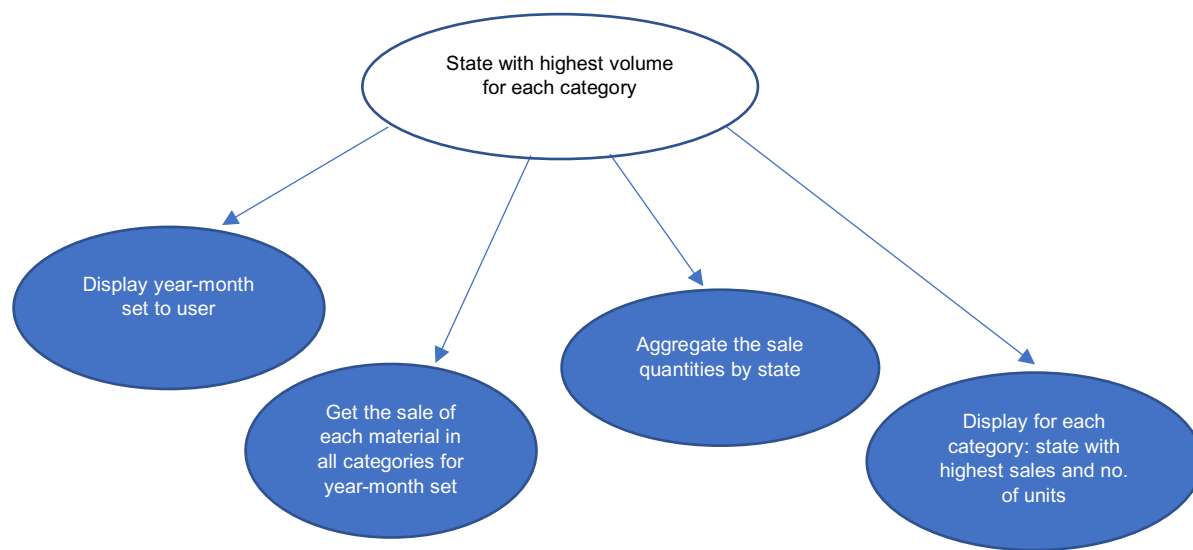 State with highest volume
for each category
Display year-month
set to user
Get the sale of
each material in
all categories for
year-month set
Aggregate the sale
quantities by state
Display for each
category: state with
highest sales and no.
of units